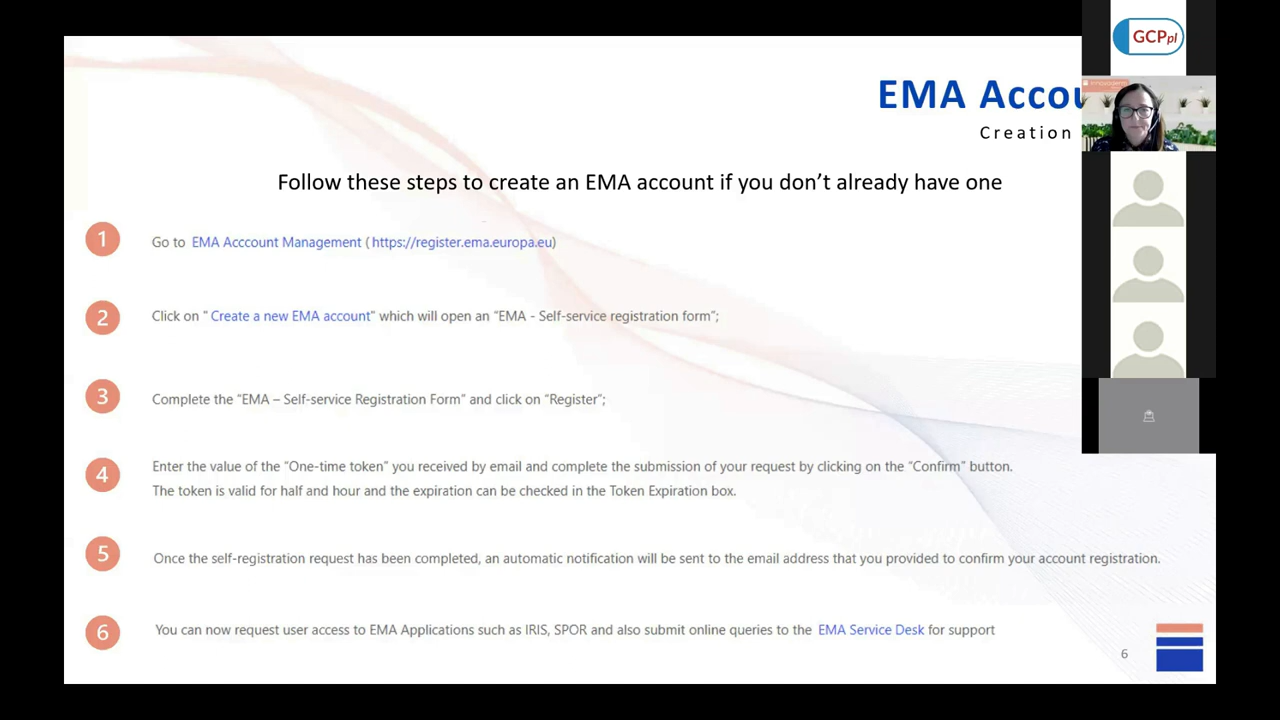 GCPpl
EMA Accou
Creation
Follow these steps to create an EMA account if you don’t already have one
1
Go to EMA Acccount Management ( https://register.ema.europa.eu)
2
Click on " Create a new EMA account" which will open an “EMA - Self-service registration form”;
3
Complete the “EMA – Self-service Registration Form” and click on “Register”;
4
Enter the value of the “One-time token” you received by email and complete the submission of your request by clicking on the “Confirm” button.
The token is valid for half and hour and the expiration can be checked in the Token Expiration box.
5
Once the self-registration request has been completed, an automatic notification will be sent to the email address that you provided to confirm your account registration.
6
You can now request user access to EMA Applications such as IRIS, SPOR and also submit online queries to the EMA Service Desk for support
6